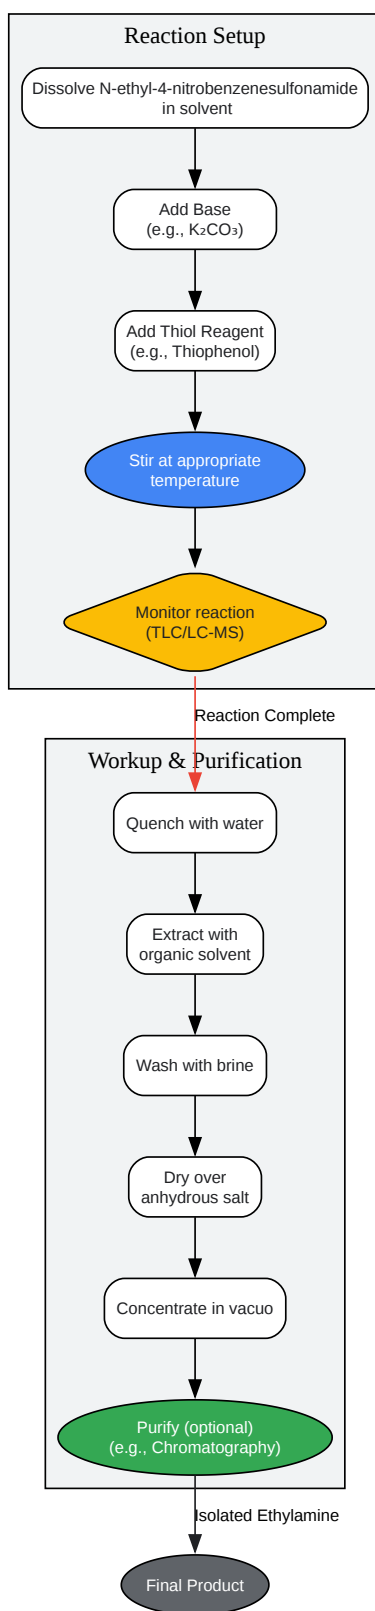 Reaction Setup
Dissolve N-ethyl-4-nitrobenzenesulfonamide
in solvent
Add Base
(e.g., K₂CO₃)
Add Thiol Reagent
(e.g., Thiophenol)
Stir at appropriate
temperature
Monitor reaction
(TLC/LC-MS)
Reaction Complete
Workup & Purification
Quench with water
Extract with
organic solvent
Wash with brine
Dry over
anhydrous salt
Concentrate in vacuo
Purify (optional)
(e.g., Chromatography)
Isolated Ethylamine
Final Product